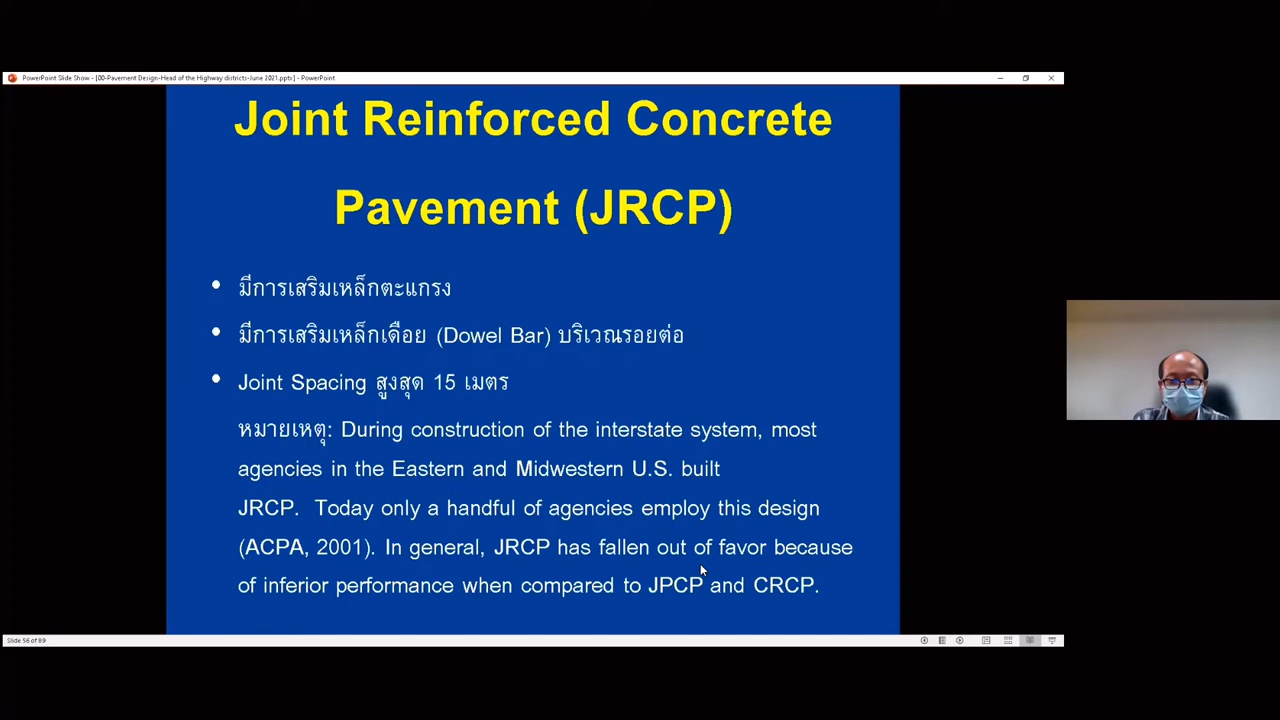 PowerPoint Slide Show - [00-Pavement Design-Head of the Highway districts-June 2021.pptx] - PowerPoint
Joint Reinforced Concrete
Pavement (JRCP)
• มีการเสริมเหล็กตะแกรง
• มีการเสริมเหล็กเดือย (Dowel Bar) บริเวณรอยต่อ
• Joint Spacing สูงสุด 15 เมตร
หมายเหตุ: During construction of the interstate system, most
agencies in the Eastern and Midwestern U.S. built
JRCP. Today only a handful of agencies employ this design
(ACPA, 2001). In general, JRCP has fallen out of favor because
of inferior performance when compared to JPCP and CRCP.
Slide 56 of 89